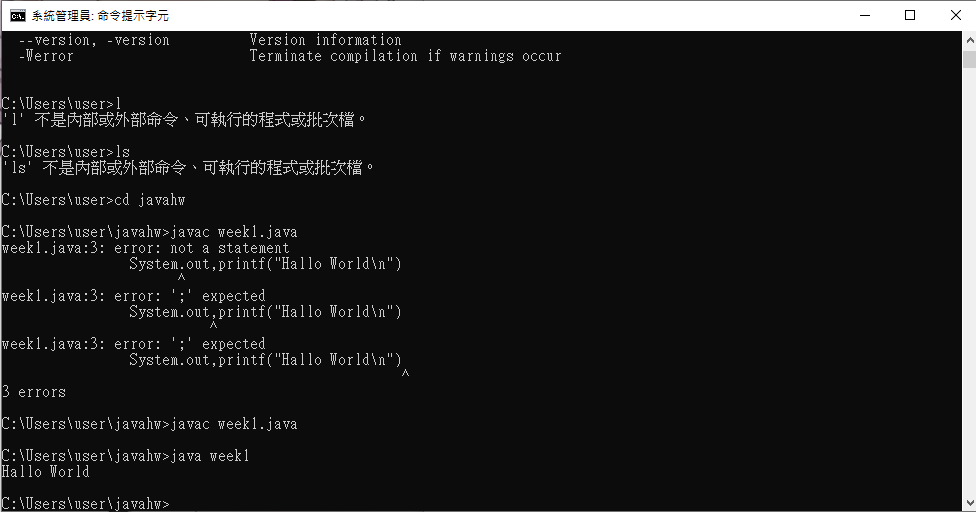 系統管理員: 命令提示字元
--version, -version          Version information
-Werror                      Terminate compilation if warnings occur
C:\Users\user>l
'l' 不是內部或外部命令、可執行的程式或批次檔。
C:\Users\user>ls
'ls' 不是內部或外部命令、可執行的程式或批次檔。
C:\Users\user>cd javahw
C:\Users\user\javahw>javac week1.java
week1.java:3: error: not a statement
                System.out,printf("Hallo World\n")
                      ^
week1.java:3: error: ';' expected
                System.out,printf("Hallo World\n")
                          ^
week1.java:3: error: ';' expected
                System.out,printf("Hallo World\n")
                                                  ^
3 errors
C:\Users\user\javahw>javac week1.java
C:\Users\user\javahw>java week1
Hallo World
C:\Users\user\javahw>